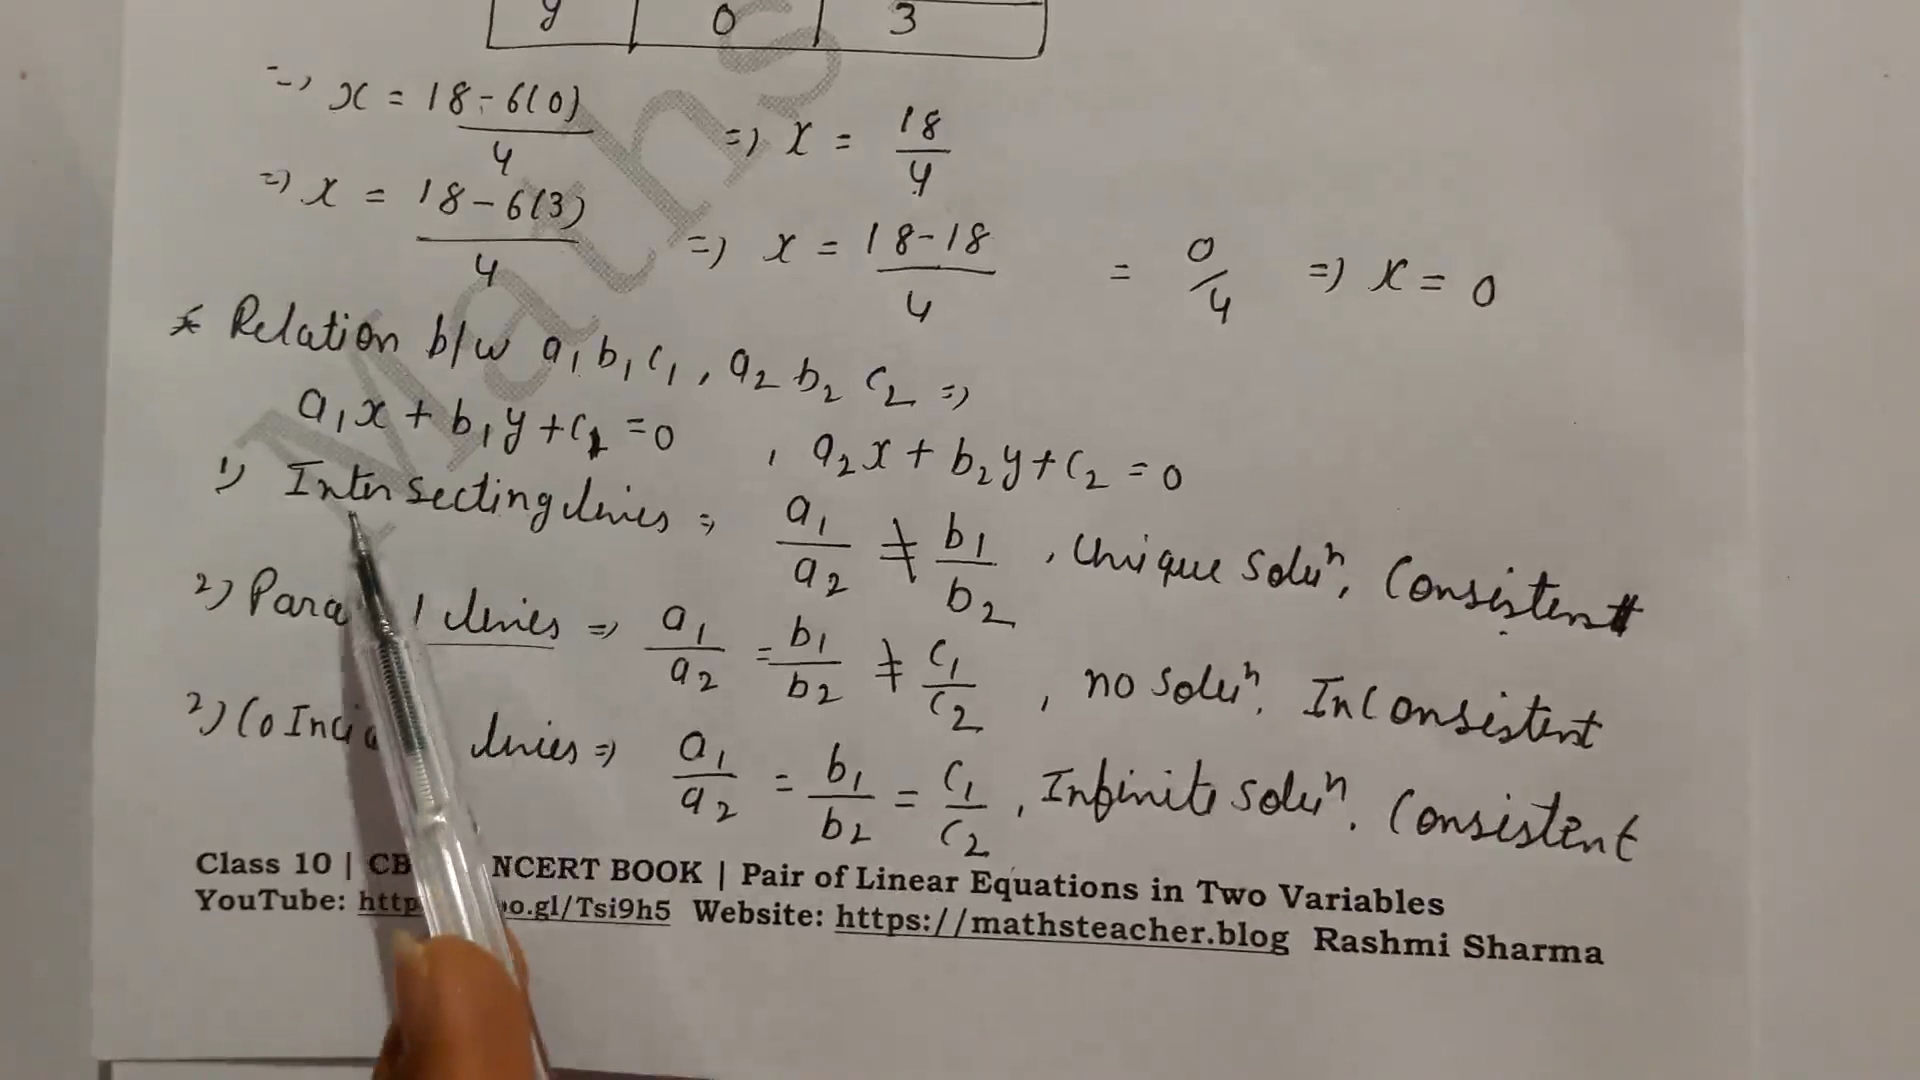 y 0 3
=) x = 18-6(0)/4 =) x = 18/4
=) x = 18-6(3)/4 =) x = 18-18/4 = 0/4 =) x = 0
* Relation b/w a₁ b₁ c₁, a₂ b₂ c₂ =)
a₁x + b₁y + c₁ = 0 , a₂x + b₂y + c₂ = 0
1) Intersecting lines = a₁/a₂ ≠ b₁/b₂ , Unique soluⁿ, Consistent
2) Para l lines => a₁/a₂ = b₁/b₂ ≠ c₁/c₂ , no soluⁿ. InConsistent
2) CoInci lines =) a₁/a₂ = b₁/b₂ = c₁/c₂ , Infinite soluⁿ. Consistent
Class 10 | CB NCERT BOOK | Pair of Linear Equations in Two Variables
YouTube: http o.gl/Tsi9h5 Website: https://mathsteacher.blog Rashmi Sharma
Maths